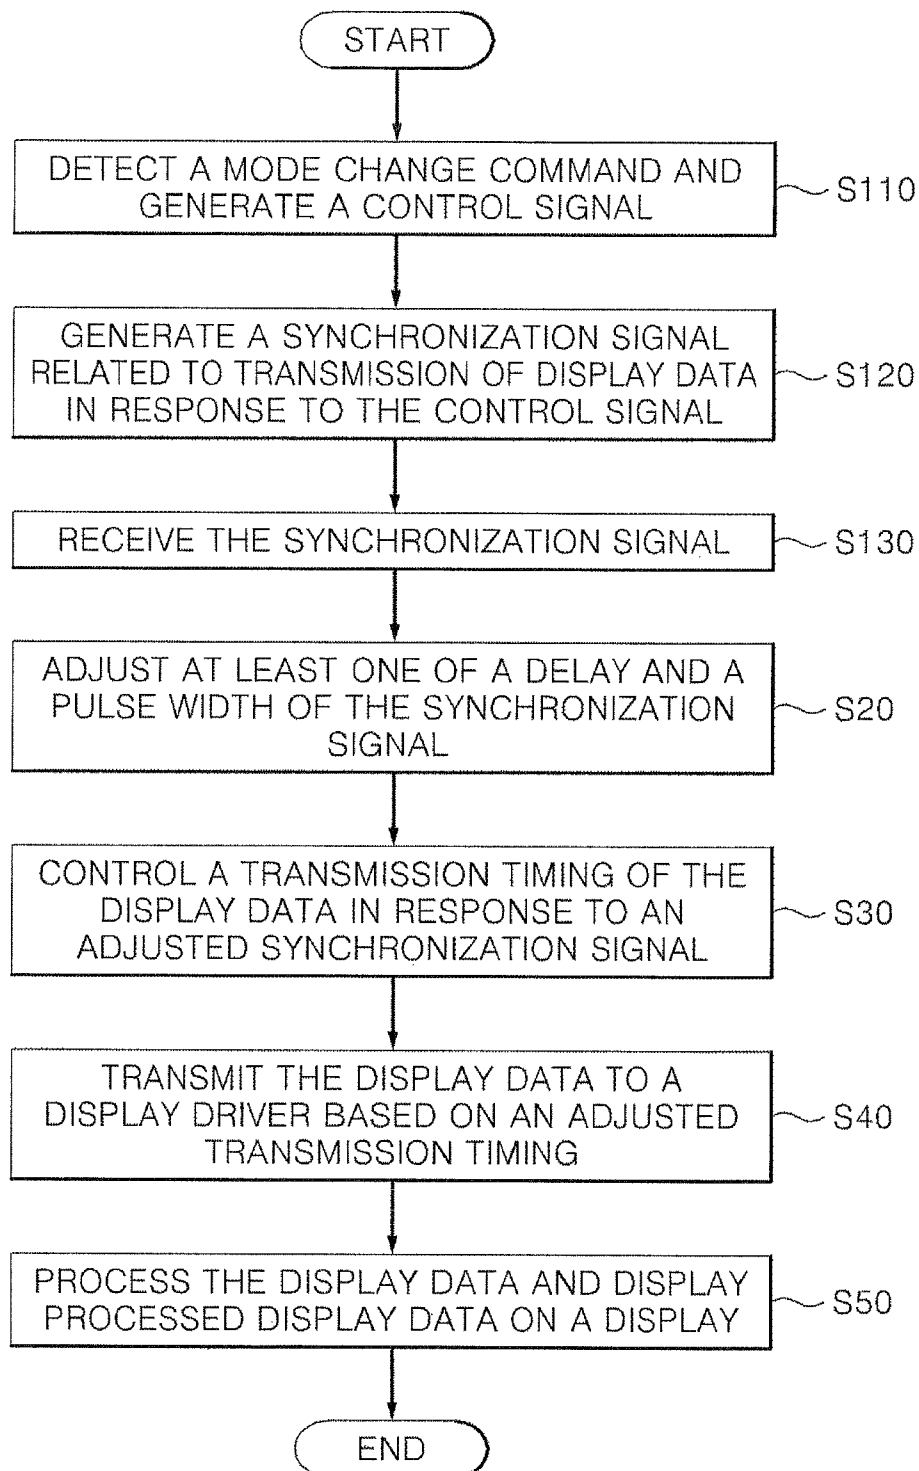 START
DETECT A MODE CHANGE COMMAND AND
GENERATE A CONTROL SIGNAL
S110
GENERATE A SYNCHRONIZATION SIGNAL
RELATED TO TRANSMISSION OF DISPLAY DATA
IN RESPONSE TO THE CONTROL SIGNAL
S120
RECEIVE THE SYNCHRONIZATION SIGNAL
S130
ADJUST AT LEAST ONE OF A DELAY AND A
PULSE WIDTH OF THE SYNCHRONIZATION
SIGNAL
S20
CONTROL A TRANSMISSION TIMING OF THE
DISPLAY DATA IN RESPONSE TO AN
ADJUSTED SYNCHRONIZATION SIGNAL
S30
TRANSMIT THE DISPLAY DATA TO A
DISPLAY DRIVER BASED ON AN ADJUSTED
TRANSMISSION TIMING
S40
PROCESS THE DISPLAY DATA AND DISPLAY
PROCESSED DISPLAY DATA ON A DISPLAY
S50
END